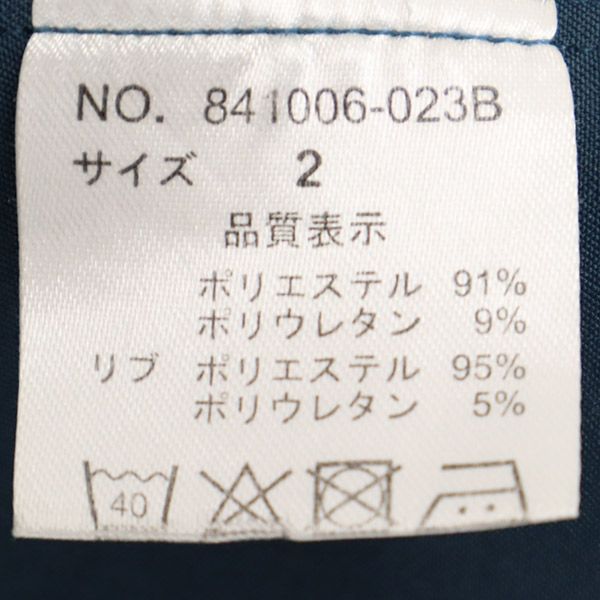 NO. 841006-023B
サイズ 2
品質表示
ポリエステル 91%
ポリウレタン 9%
リブ ポリエステル 95%
ポリウレタン 5%
40